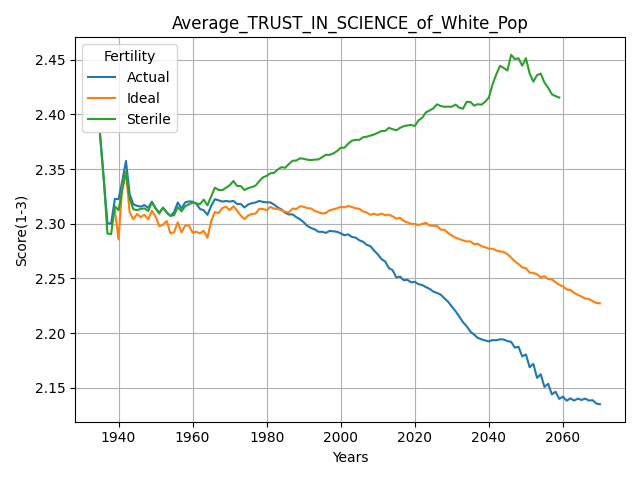 Average_TRUST_IN_SCIENCE_of_White_Pop
Fertility
Actual
Ideal
Sterile
Score(1-3)
2.45
2.40
2.35
2.30
2.25
2.20
2.15
1940 1960 1980 2000 2020 2040 2060
Years